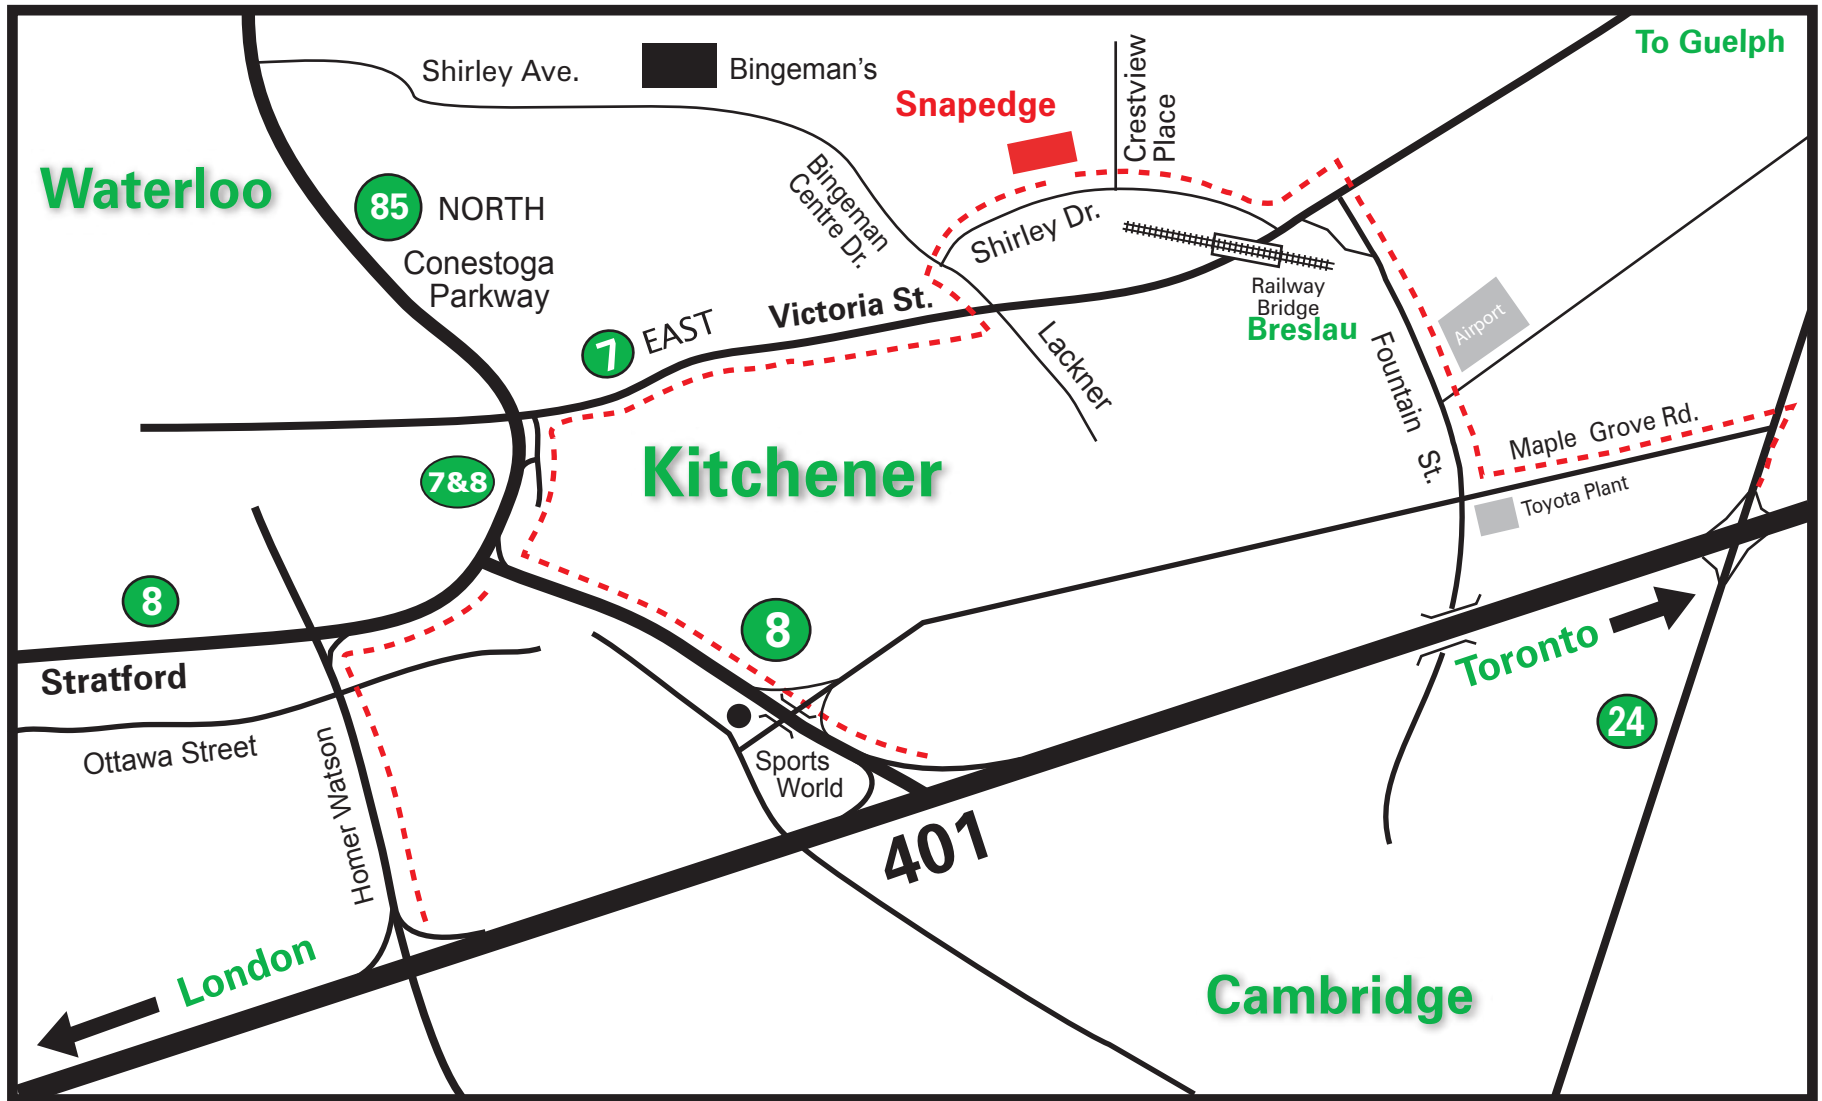 To Guelph
Shirley Ave.
Bingeman's
Snapedge
Crestview
Place
Waterloo
85
NORTH
Conestoga
Parkway
Bingeman
Centre Dr.
Shirley Dr.
Railway
Bridge
Breslau
Airport
Victoria St.
7
EAST
Lackner
Fountain St.
Kitchener
7&8
Maple Grove Rd.
Toyota Plant
8
8
Stratford
Toronto
Ottawa Street
Homer Watson
Sports
World
24
401
London
Cambridge